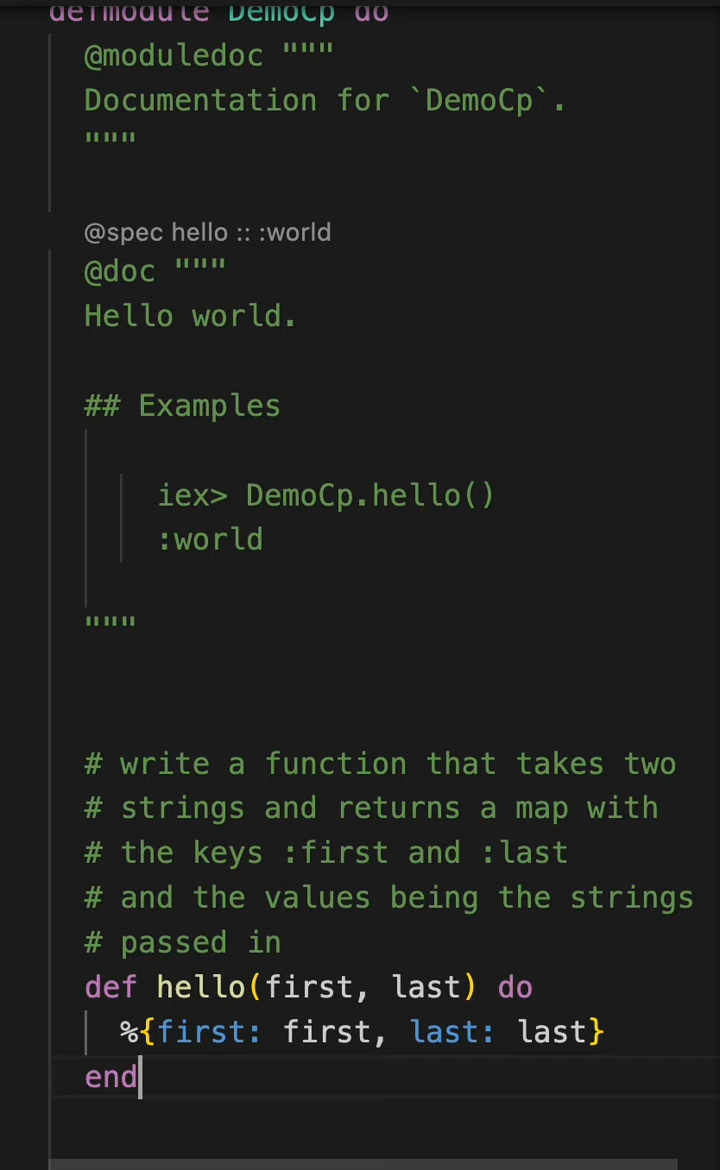 defmodule DemoCp do
@moduledoc """
Documentation for `DemoCp`.
"""
@spec hello :: :world
@doc """
Hello world.
## Examples
iex> DemoCp.hello()
:world
"""
# write a function that takes two
# strings and returns a map with
# the keys :first and :last
# and the values being the strings
# passed in
def hello(first, last) do
%{first: first, last: last}
end